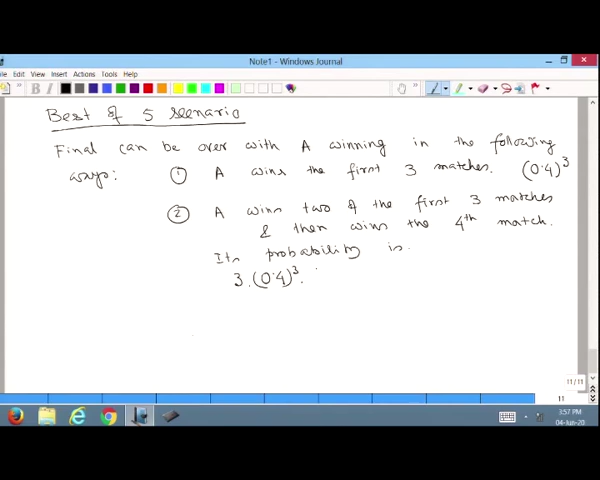 Note1 - Windows Journal
File Edit View Insert Actions Tools Help
Best of 5 scenario
Final can be over with A winning in the following
ways: ① A wins the first 3 matches. (0.4)³
② A wins two of the first 3 matches
& then wins the 4th match.
Its probability is.
3.(0.4)³.
11/11
11
3:57 PM
04-Jun-20